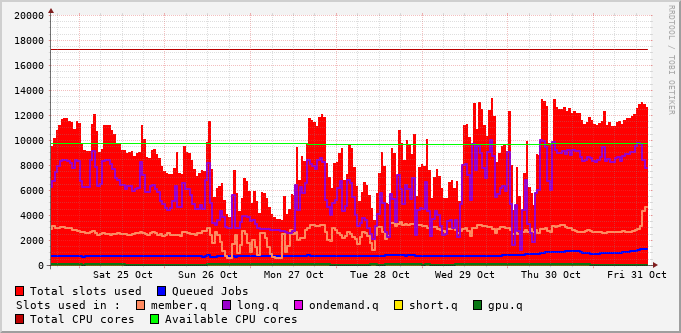 RRDTOOL / TOBI OETIKER
20000
18000
16000
14000
12000
10000
8000
6000
4000
2000
0
Sat 25 Oct Sun 26 Oct Mon 27 Oct Tue 28 Oct Wed 29 Oct Thu 30 Oct Fri 31 Oct
Total slots used Queued Jobs
Slots used in : member.q long.q ondemand.q short.q gpu.q
Total CPU cores Available CPU cores